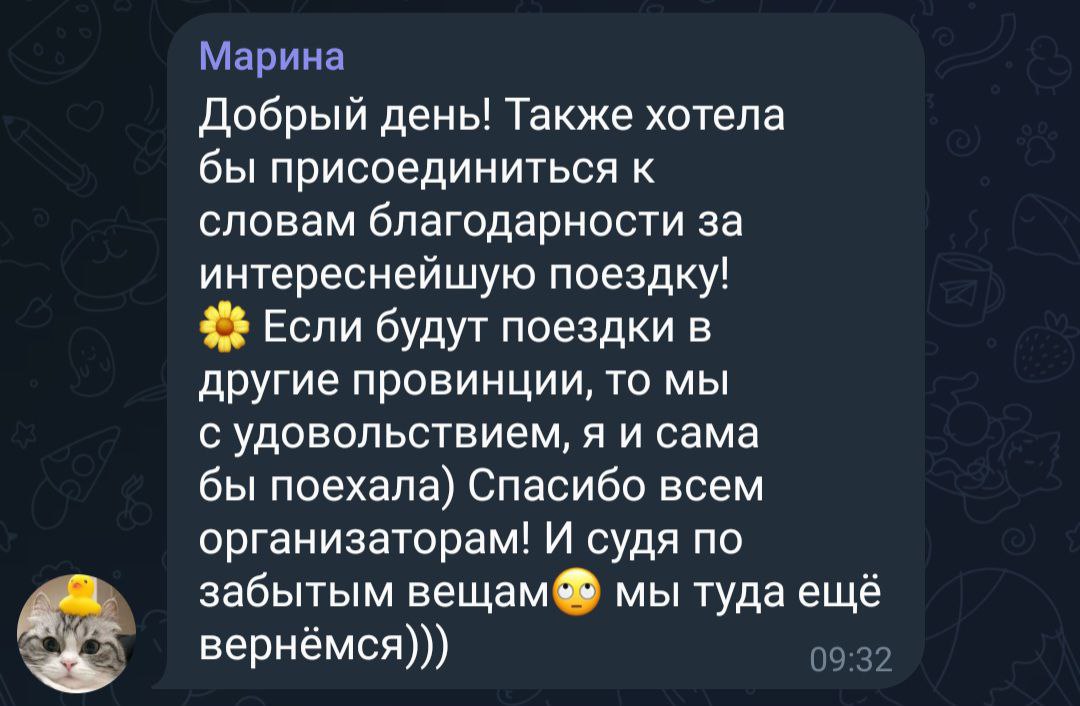 Марина
Добрый день! Также хотела
бы присоединиться к
словам благодарности за
интереснейшую поездку!
🌼 Если будут поездки в
другие провинции, то мы
с удовольствием, я и сама
бы поехала) Спасибо всем
организаторам! И судя по
забытым вещам🙄 мы туда ещё
вернёмся)))
09:32